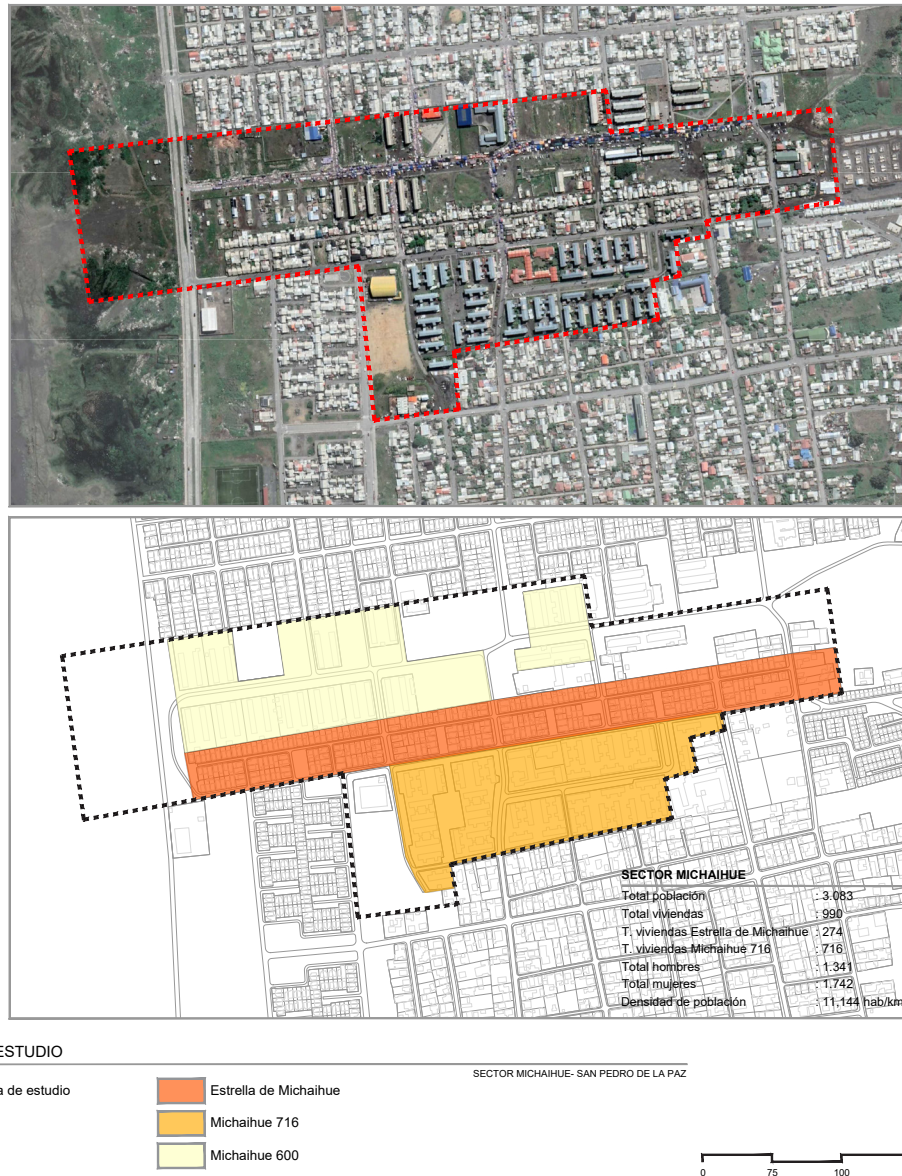 SECTOR MICHAIHUE
Total población : 3.083
Total viviendas : 990
T. viviendas Estrella de Michaihue : 274
T. viviendas Michaihue 716 : 716
Total hombres : 1.341
Total mujeres : 1.742
Densidad de población : 11,144 hab/km
ESTUDIO
SECTOR MICHAIHUE- SAN PEDRO DE LA PAZ
de estudio
Estrella de Michaihue
Michaihue 716
Michaihue 600
0 75 100